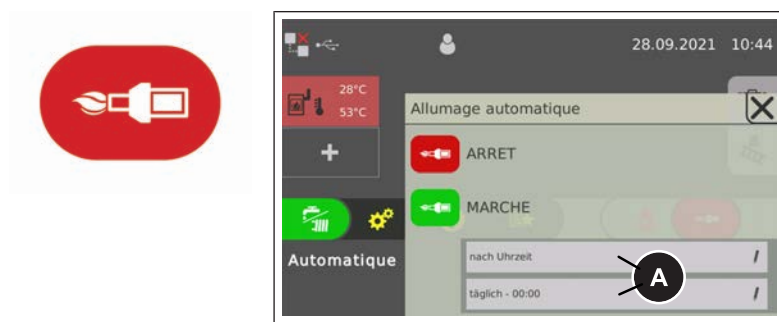 28.09.2021 10:44
28°C
53°C
Allumage automatique
+
ARRET
MARCHE
Automatique
nach Uhrzeit
täglich - 00:00
A